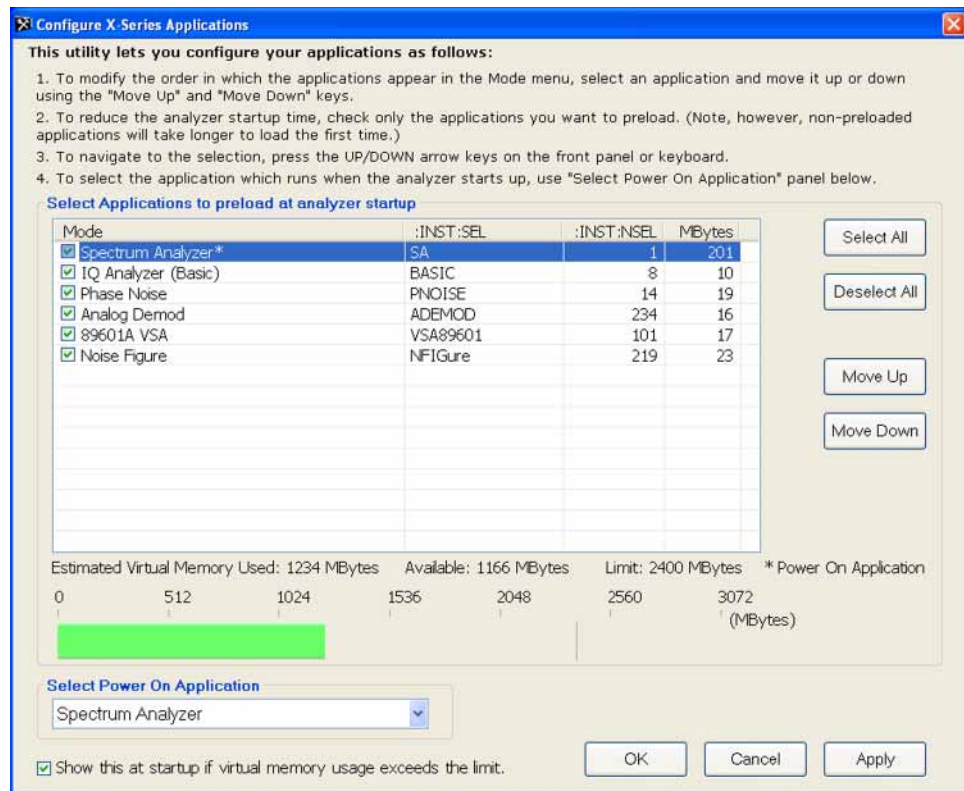 Configure X-Series Applications
This utility lets you configure your applications as follows:
1. To modify the order in which the applications appear in the Mode menu, select an application and move it up or down
using the "Move Up" and "Move Down" keys.
2. To reduce the analyzer startup time, check only the applications you want to preload. (Note, however, non-preloaded
applications will take longer to load the first time.)
3. To navigate to the selection, press the UP/DOWN arrow keys on the front panel or keyboard.
4. To select the application which runs when the analyzer starts up, use "Select Power On Application" panel below.
Select Applications to preload at analyzer startup
Mode :INST:SEL :INST:NSEL MBytes
Spectrum Analyzer* SA 1 201
IQ Analyzer (Basic) BASIC 8 10
Phase Noise PNOISE 14 19
Analog Demod ADEMOD 234 16
89601A VSA VSA89601 101 17
Noise Figure NFIGure 219 23
Select All
Deselect All
Move Up
Move Down
Estimated Virtual Memory Used: 1234 MBytes Available: 1166 MBytes Limit: 2400 MBytes * Power On Application
0 512 1024 1536 2048 2560 3072
(MBytes)
Select Power On Application
Spectrum Analyzer
Show this at startup if virtual memory usage exceeds the limit.
OK Cancel Apply